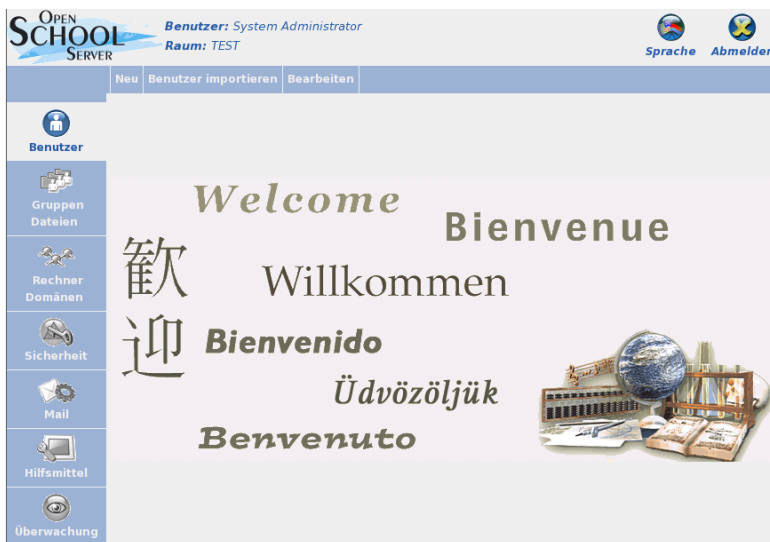 OPEN
SCHOOL
SERVER
Benutzer: System Administrator
Raum: TEST
Sprache
Abmelden
Neu
Benutzer importieren
Bearbeiten
Benutzer
Gruppen
Dateien
Rechner
Domänen
Sicherheit
Mail
Hilfsmittel
Überwachung
Welcome
Bienvenue
歓迎
Willkommen
Bienvenido
Üdvözöljük
Benvenuto